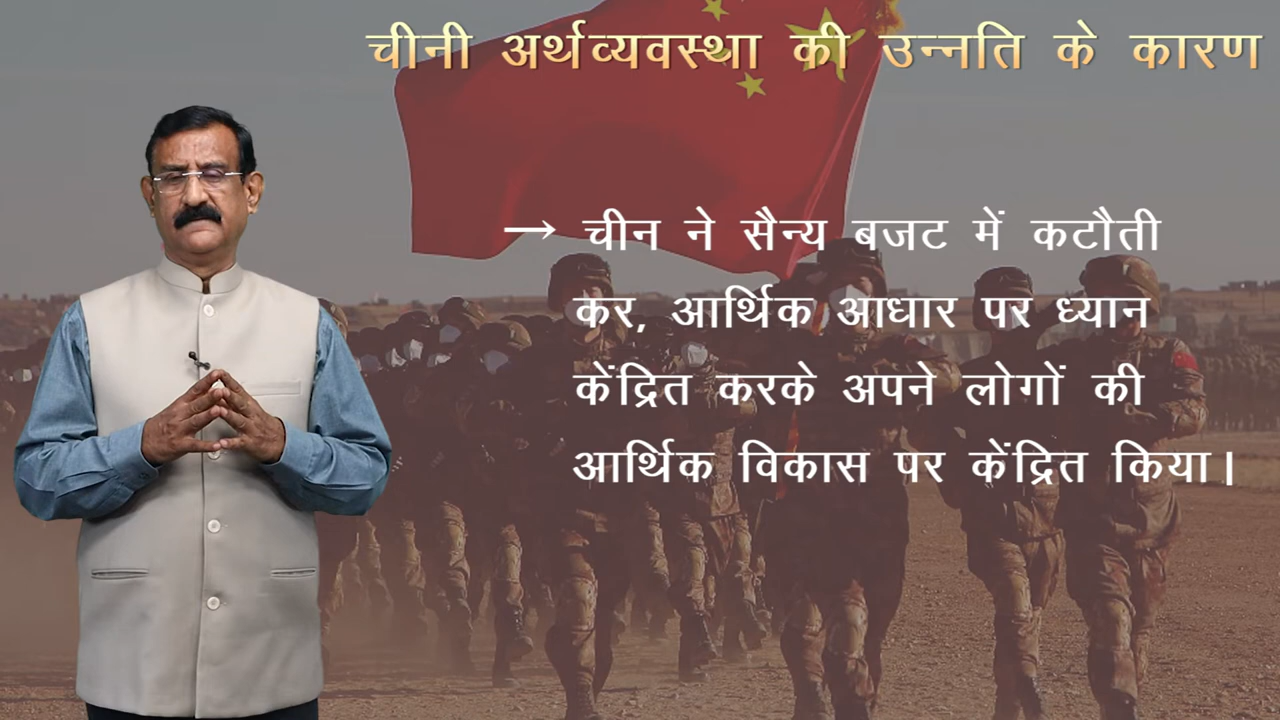 चीनी अर्थव्यवस्था की उन्नति के कारण
→ चीन ने सैन्य बजट में कटौती
कर, आर्थिक आधार पर ध्यान
केंद्रित करके अपने लोगों की
आर्थिक विकास पर केंद्रित किया।